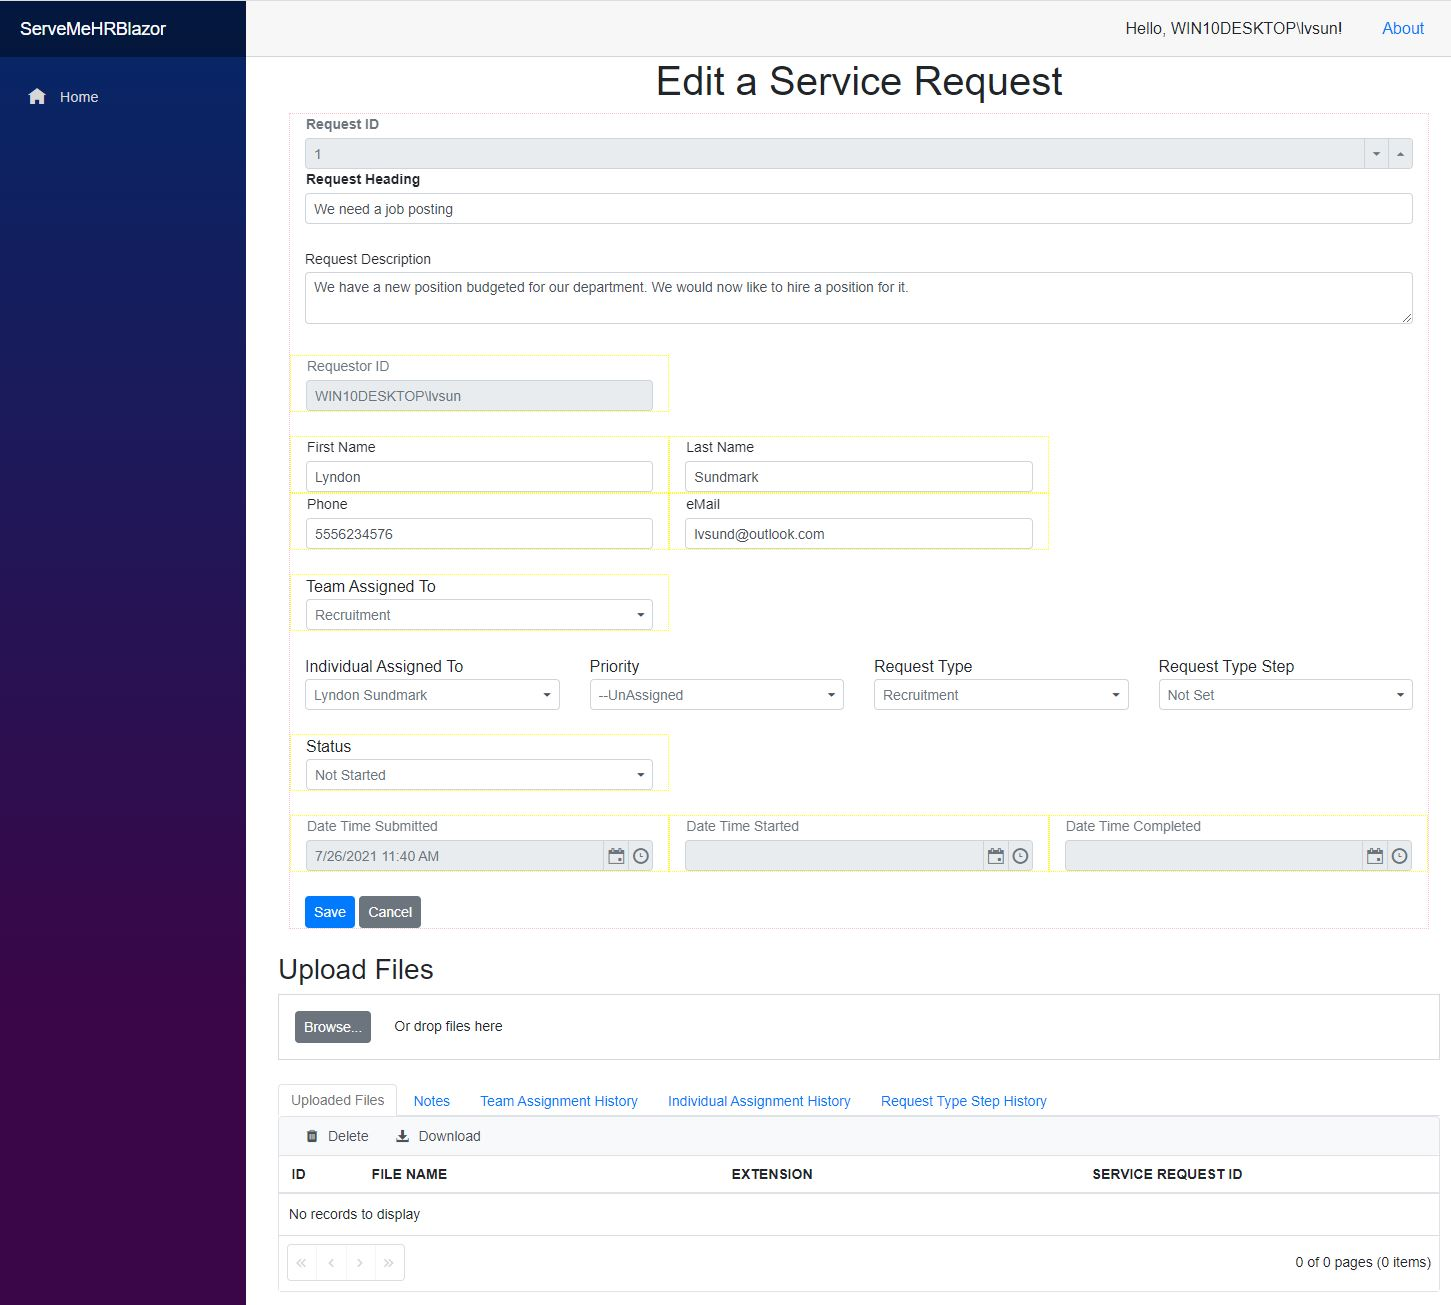 ServeMeHRBlazor
Hello, WIN10DESKTOP\lvsun! About
Home
Edit a Service Request
Request ID
1
Request Heading
We need a job posting
Request Description
We have a new position budgeted for our department. We would now like to hire a position for it.
Requestor ID
WIN10DESKTOP\lvsun
First Name Last Name
Lyndon Sundmark
Phone eMail
5556234576 lvsund@outlook.com
Team Assigned To
Recruitment
Individual Assigned To Priority Request Type Request Type Step
Lyndon Sundmark --UnAssigned Recruitment Not Set
Status
Not Started
Date Time Submitted Date Time Started Date Time Completed
7/26/2021 11:40 AM
Save Cancel
Upload Files
Browse... Or drop files here
Uploaded Files Notes Team Assignment History Individual Assignment History Request Type Step History
Delete Download
ID FILE NAME EXTENSION SERVICE REQUEST ID
No records to display
« ‹ › » 0 of 0 pages (0 items)